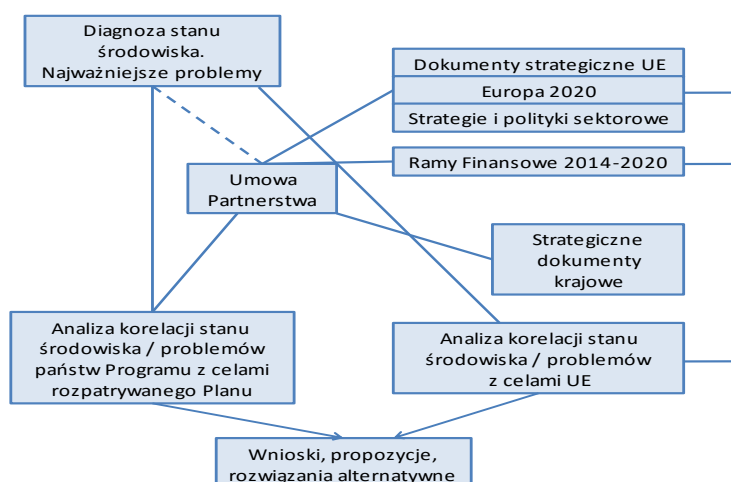 Diagnoza stanu
środowiska.
Najważniejsze problemy
Dokumenty strategiczne UE
Europa 2020
Strategie i polityki sektorowe
Ramy Finansowe 2014-2020
Umowa
Partnerstwa
Strategiczne
dokumenty
krajowe
Analiza korelacji stanu
środowiska / problemów
państw Programu z celami
rozpatrywanego Planu
Analiza korelacji stanu
środowiska / problemów
z celami UE
Wnioski, propozycje,
rozwiązania alternatywne